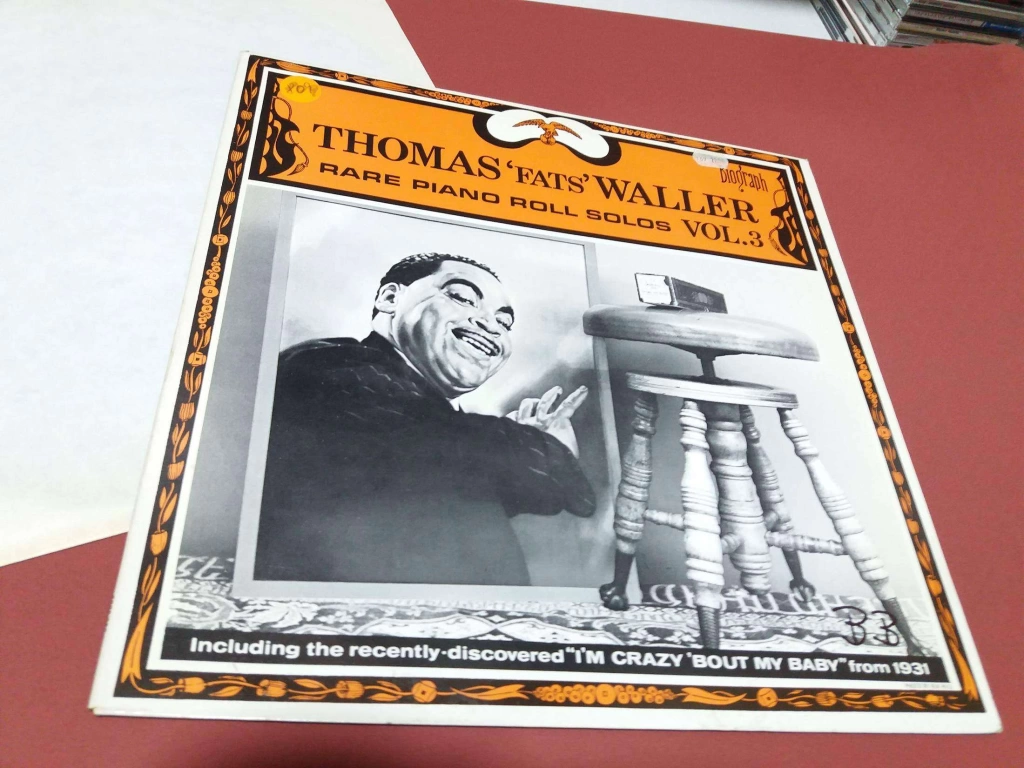 biograph
THOMAS 'FATS' WALLER
RARE PIANO ROLL SOLOS VOL.3
BB
Including the recently-discovered "I'M CRAZY 'BOUT MY BABY" from 1931